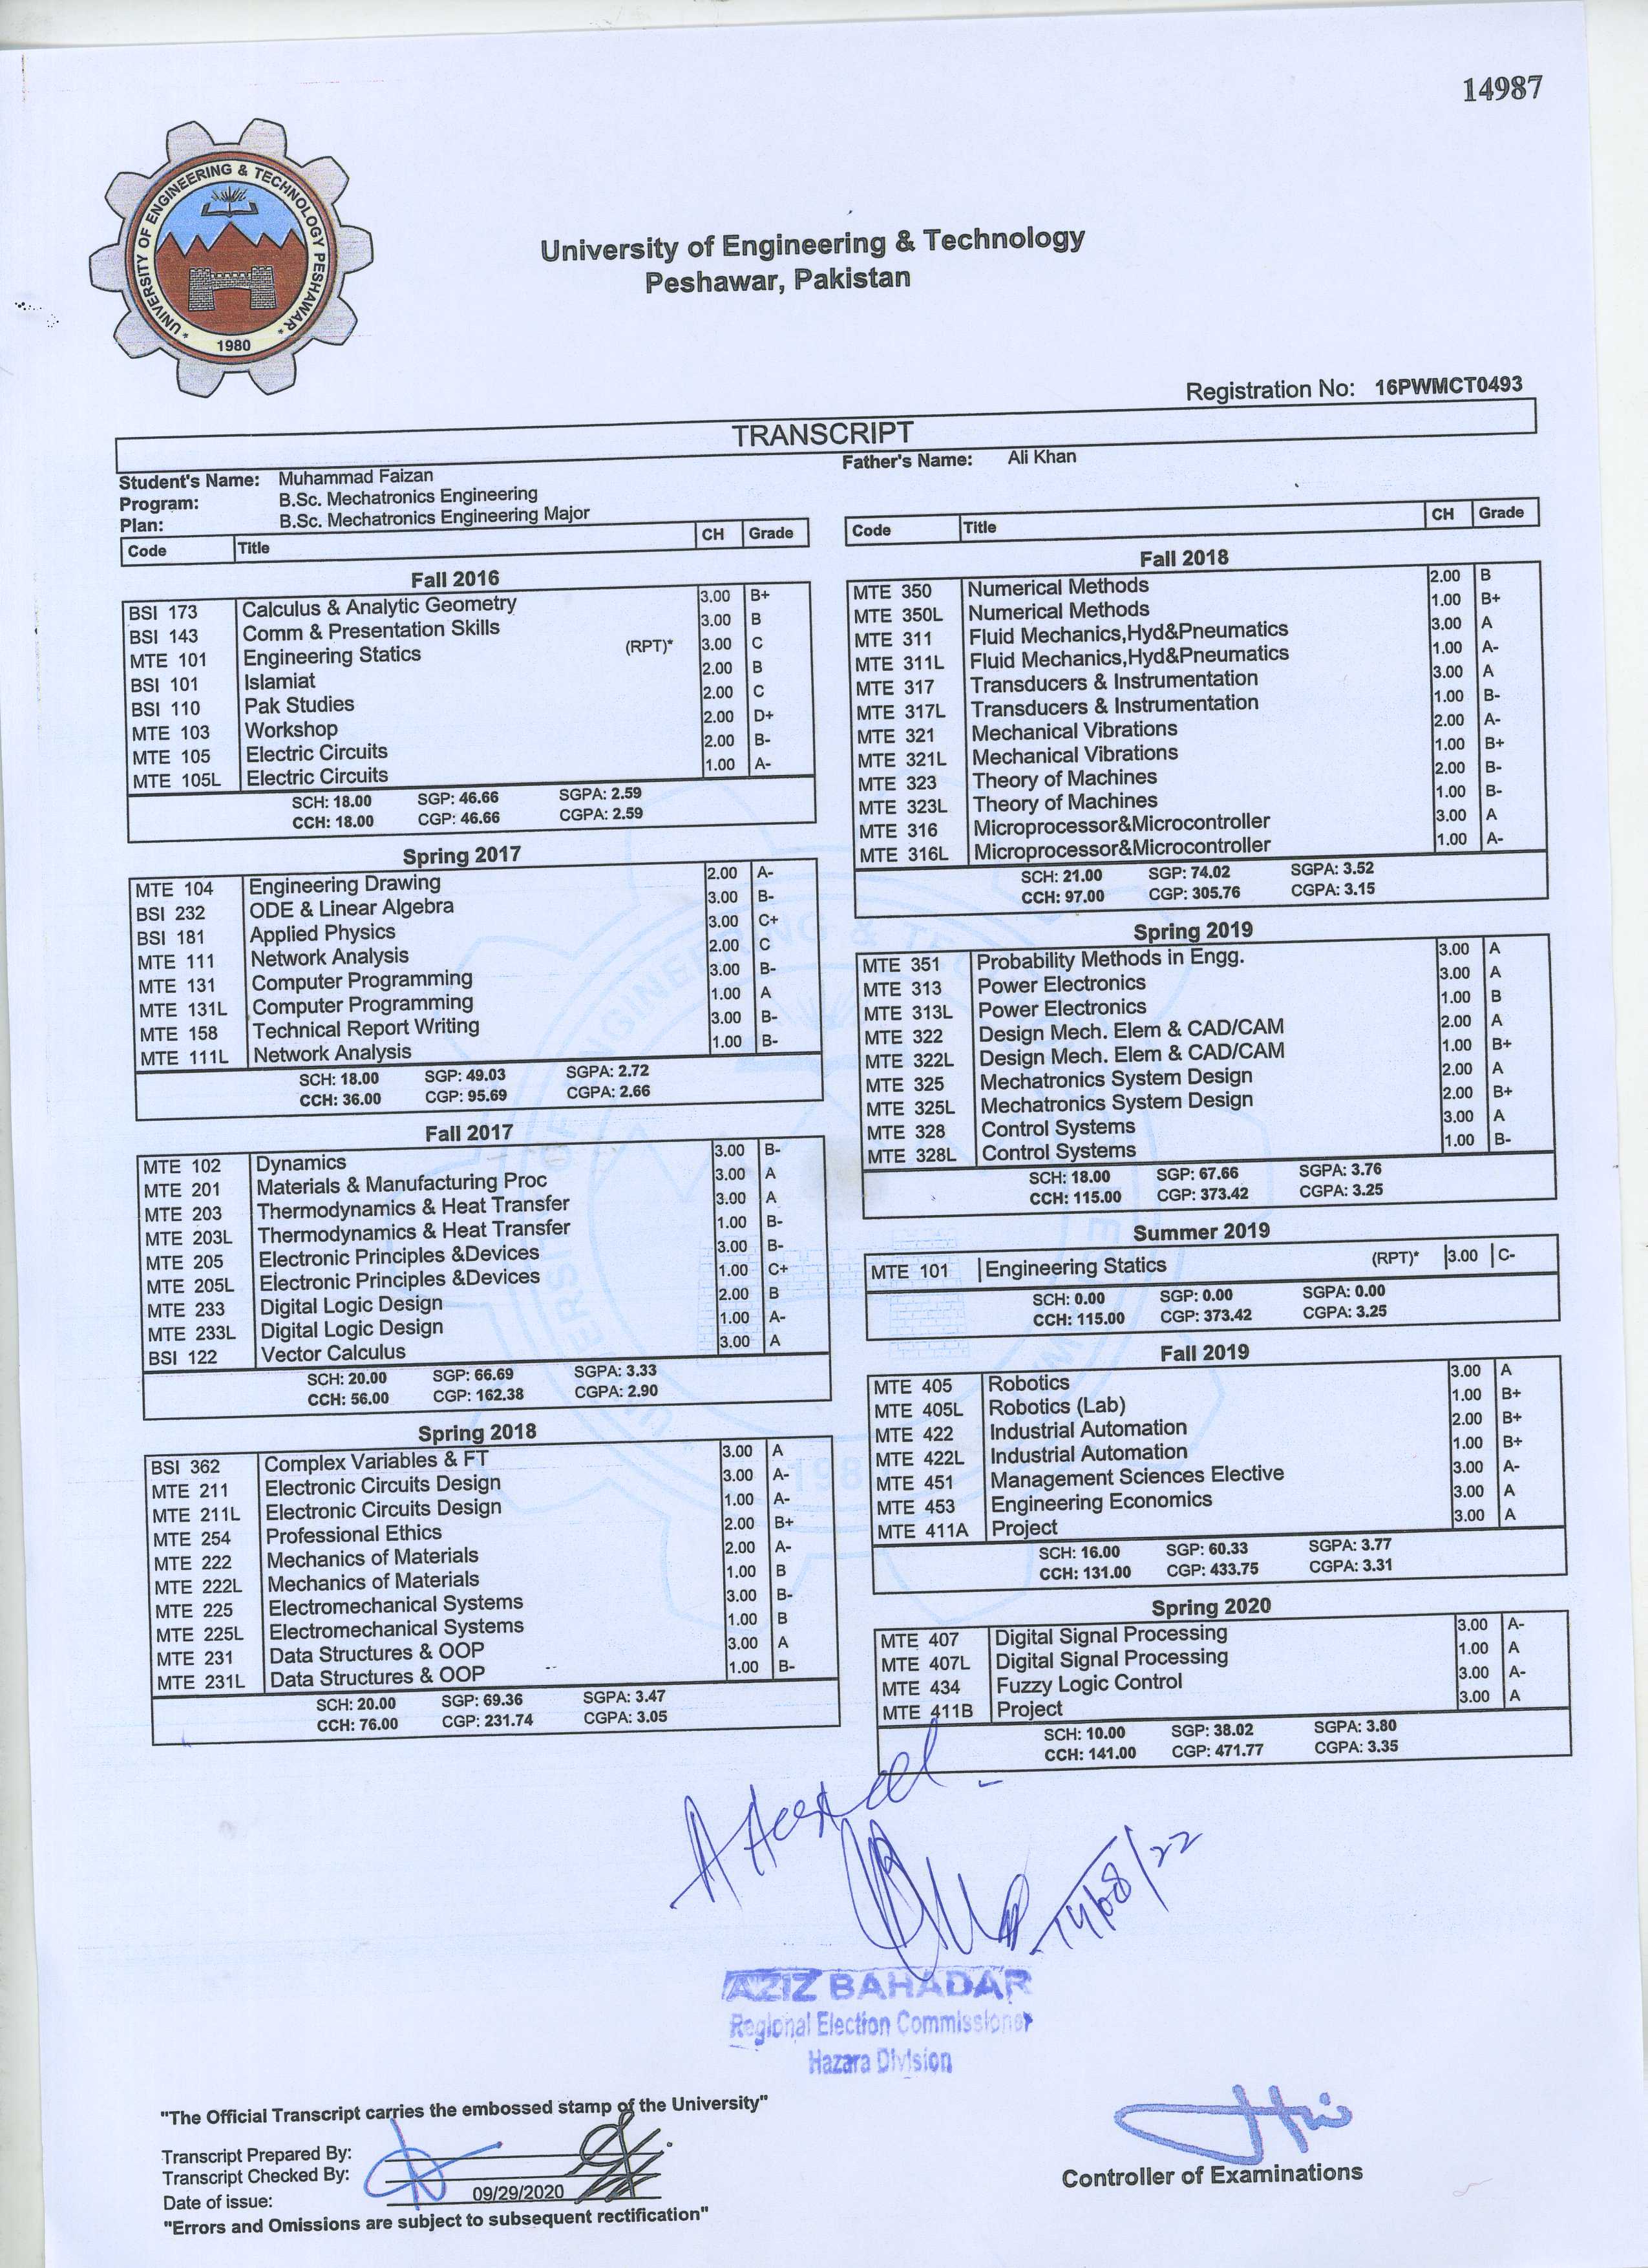 14987
UNIVERSITY OF ENGINEERING & TECHNOLOGY PESHAWAR
1980
University of Engineering & Technology
Peshawar, Pakistan
Registration No: 16PWMCT0493
TRANSCRIPT
Student's Name: Muhammad Faizan
Father's Name: Ali Khan
Program: B.Sc. Mechatronics Engineering
Plan: B.Sc. Mechatronics Engineering Major
Code Title CH Grade
Fall 2016
BSI 173 Calculus & Analytic Geometry 3.00 B+
BSI 143 Comm & Presentation Skills 3.00 B
MTE 101 Engineering Statics (RPT)* 3.00 C
BSI 101 Islamiat 2.00 B
BSI 110 Pak Studies 2.00 C
MTE 103 Workshop 2.00 D+
MTE 105 Electric Circuits 2.00 B-
MTE 105L Electric Circuits 1.00 A-
SCH: 18.00 SGP: 46.66 SGPA: 2.59
CCH: 18.00 CGP: 46.66 CGPA: 2.59
Spring 2017
MTE 104 Engineering Drawing 2.00 A-
BSI 232 ODE & Linear Algebra 3.00 B-
BSI 181 Applied Physics 3.00 C+
MTE 111 Network Analysis 2.00 C
MTE 131 Computer Programming 3.00 B-
MTE 131L Computer Programming 1.00 A
MTE 158 Technical Report Writing 3.00 B-
MTE 111L Network Analysis 1.00 B-
SCH: 18.00 SGP: 49.03 SGPA: 2.72
CCH: 36.00 CGP: 95.69 CGPA: 2.66
Fall 2017
MTE 102 Dynamics 3.00 B-
MTE 201 Materials & Manufacturing Proc 3.00 A
MTE 203 Thermodynamics & Heat Transfer 3.00 A
MTE 203L Thermodynamics & Heat Transfer 1.00 B-
MTE 205 Electronic Principles &Devices 3.00 B-
MTE 205L Electronic Principles &Devices 1.00 C+
MTE 233 Digital Logic Design 2.00 B
MTE 233L Digital Logic Design 1.00 A-
BSI 122 Vector Calculus 3.00 A
SCH: 20.00 SGP: 66.69 SGPA: 3.33
CCH: 56.00 CGP: 162.38 CGPA: 2.90
Spring 2018
BSI 362 Complex Variables & FT 3.00 A
MTE 211 Electronic Circuits Design 3.00 A-
MTE 211L Electronic Circuits Design 1.00 A-
MTE 254 Professional Ethics 2.00 B+
MTE 222 Mechanics of Materials 2.00 A-
MTE 222L Mechanics of Materials 1.00 B
MTE 225 Electromechanical Systems 3.00 B-
MTE 225L Electromechanical Systems 1.00 B
MTE 231 Data Structures & OOP 3.00 A
MTE 231L Data Structures & OOP 1.00 B-
SCH: 20.00 SGP: 69.36 SGPA: 3.47
CCH: 76.00 CGP: 231.74 CGPA: 3.05
Code Title CH Grade
Fall 2018
MTE 350 Numerical Methods 2.00 B
MTE 350L Numerical Methods 1.00 B+
MTE 311 Fluid Mechanics,Hyd&Pneumatics 3.00 A
MTE 311L Fluid Mechanics,Hyd&Pneumatics 1.00 A-
MTE 317 Transducers & Instrumentation 3.00 A
MTE 317L Transducers & Instrumentation 1.00 B-
MTE 321 Mechanical Vibrations 2.00 A-
MTE 321L Mechanical Vibrations 1.00 B+
MTE 323 Theory of Machines 2.00 B-
MTE 323L Theory of Machines 1.00 B-
MTE 316 Microprocessor&Microcontroller 3.00 A
MTE 316L Microprocessor&Microcontroller 1.00 A-
SCH: 21.00 SGP: 74.02 SGPA: 3.52
CCH: 97.00 CGP: 305.76 CGPA: 3.15
Spring 2019
MTE 351 Probability Methods in Engg. 3.00 A
MTE 313 Power Electronics 3.00 A
MTE 313L Power Electronics 1.00 B
MTE 322 Design Mech. Elem & CAD/CAM 2.00 A
MTE 322L Design Mech. Elem & CAD/CAM 1.00 B+
MTE 325 Mechatronics System Design 2.00 A
MTE 325L Mechatronics System Design 2.00 B+
MTE 328 Control Systems 3.00 A
MTE 328L Control Systems 1.00 B-
SCH: 18.00 SGP: 67.66 SGPA: 3.76
CCH: 115.00 CGP: 373.42 CGPA: 3.25
Summer 2019
MTE 101 Engineering Statics (RPT)* 3.00 C-
SCH: 0.00 SGP: 0.00 SGPA: 0.00
CCH: 115.00 CGP: 373.42 CGPA: 3.25
Fall 2019
MTE 405 Robotics 3.00 A
MTE 405L Robotics (Lab) 1.00 B+
MTE 422 Industrial Automation 2.00 B+
MTE 422L Industrial Automation 1.00 B+
MTE 451 Management Sciences Elective 3.00 A-
MTE 453 Engineering Economics 3.00 A
MTE 411A Project 3.00 A
SCH: 16.00 SGP: 60.33 SGPA: 3.77
CCH: 131.00 CGP: 433.75 CGPA: 3.31
Spring 2020
MTE 407 Digital Signal Processing 3.00 A-
MTE 407L Digital Signal Processing 1.00 A
MTE 434 Fuzzy Logic Control 3.00 A-
MTE 411B Project 3.00 A
SCH: 10.00 SGP: 38.02 SGPA: 3.80
CCH: 141.00 CGP: 471.77 CGPA: 3.35
Attested
14/08/22
AZIZ BAHADAR
Regional Election Commissioner
Hazara Division
"The Official Transcript carries the embossed stamp of the University"
Transcript Prepared By:
Transcript Checked By:
Date of issue: 09/29/2020
"Errors and Omissions are subject to subsequent rectification"
Controller of Examinations